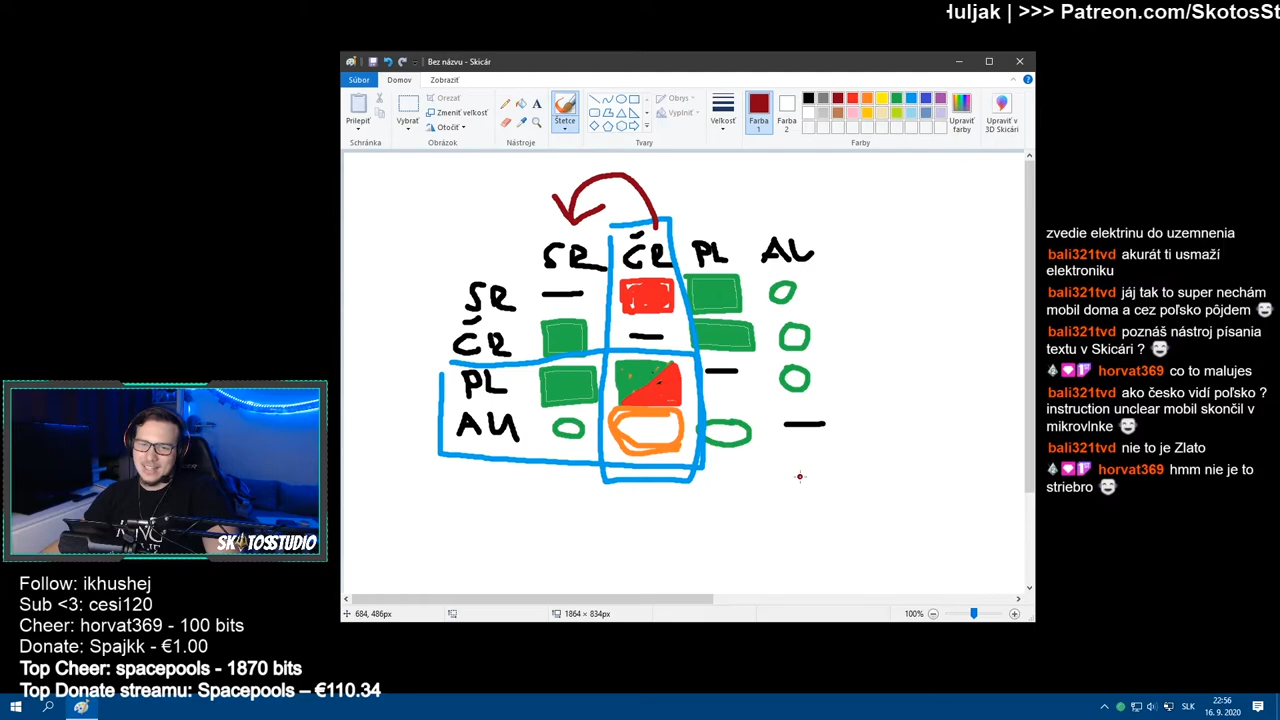 Huljak | >>> Patreon.com/SkotosSt
Bez názvu - Skicár
Súbor
Domov
Zobraziť
Prilepiť
Vybrať
Orezať
Zmeniť veľkosť
Otočiť
Štetce
Obrys
Vyplniť
Veľkosť
Farba 1
Farba 2
Upraviť farby
Upraviť v 3D Skicári
Schránka
Obrázok
Nástroje
Tvary
Farby
SR ČR PL AU
SR
ČR
PL
AU
zvedie elektrinu do uzemnenia
bali321tvd akurát ti usmaží
elektroniku
bali321tvd jáj tak to super nechám
mobil doma a cez poľsko pôjdem
bali321tvd poznáš nástroj písania
textu v Skicári ?
horvat369 co to malujes
bali321tvd ako česko vidí poľsko ?
instruction unclear mobil skončil v
mikrovlnke
bali321tvd nie to je Zlato
horvat369 hmm nie je to
striebro
SK TOSSTUDIO
Follow: ikhushej
Sub <3: cesi120
Cheer: horvat369 - 100 bits
Donate: Spajkk - €1.00
Top Cheer: spacepools - 1870 bits
Top Donate streamu: Spacepools – €110.34
684, 486px
1864 × 834px
100%
SLK
22:56
16. 9. 2020